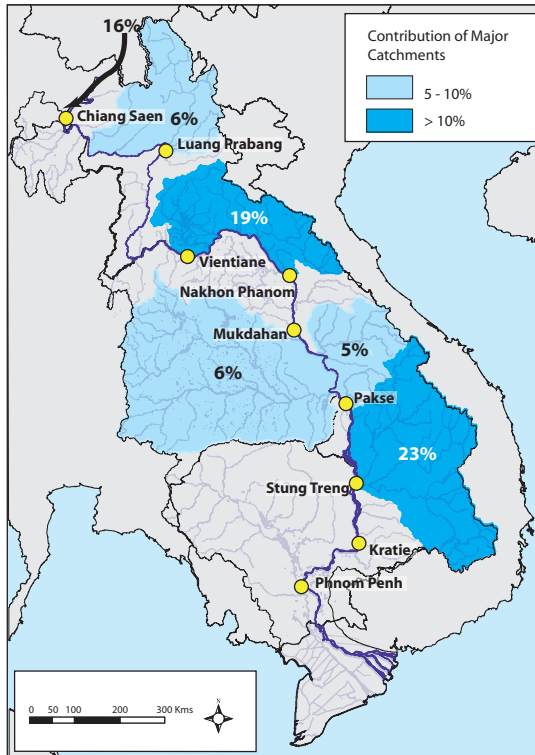 16%
Contribution of Major
Catchments
5 - 10%
> 10%
Chiang Saen
6%
Luang Prabang
19%
Vientiane
Nakhon Phanom
Mukdahan
5%
6%
Pakse
23%
Stung Treng
Kratie
Phnom Penh
N
0 50 100 200 300 Kms